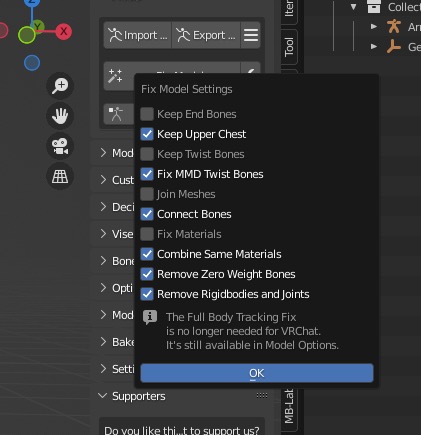 Z
X
Y
Import ...
Export ...
Item
Tool
MB-Lab
Collect
Fix Model Settings
Keep End Bones
Keep Upper Chest
Keep Twist Bones
Fix MMD Twist Bones
Join Meshes
Connect Bones
Fix Materials
Combine Same Materials
Remove Zero Weight Bones
Remove Rigidbodies and Joints
The Full Body Tracking Fix
is no longer needed for VRChat.
It's still available in Model Options.
OK
Mod
Cust
Deci
Vise
Bone
Opti
Mod
Bake
Setti
Supporters
Do you like thi...t to support us?